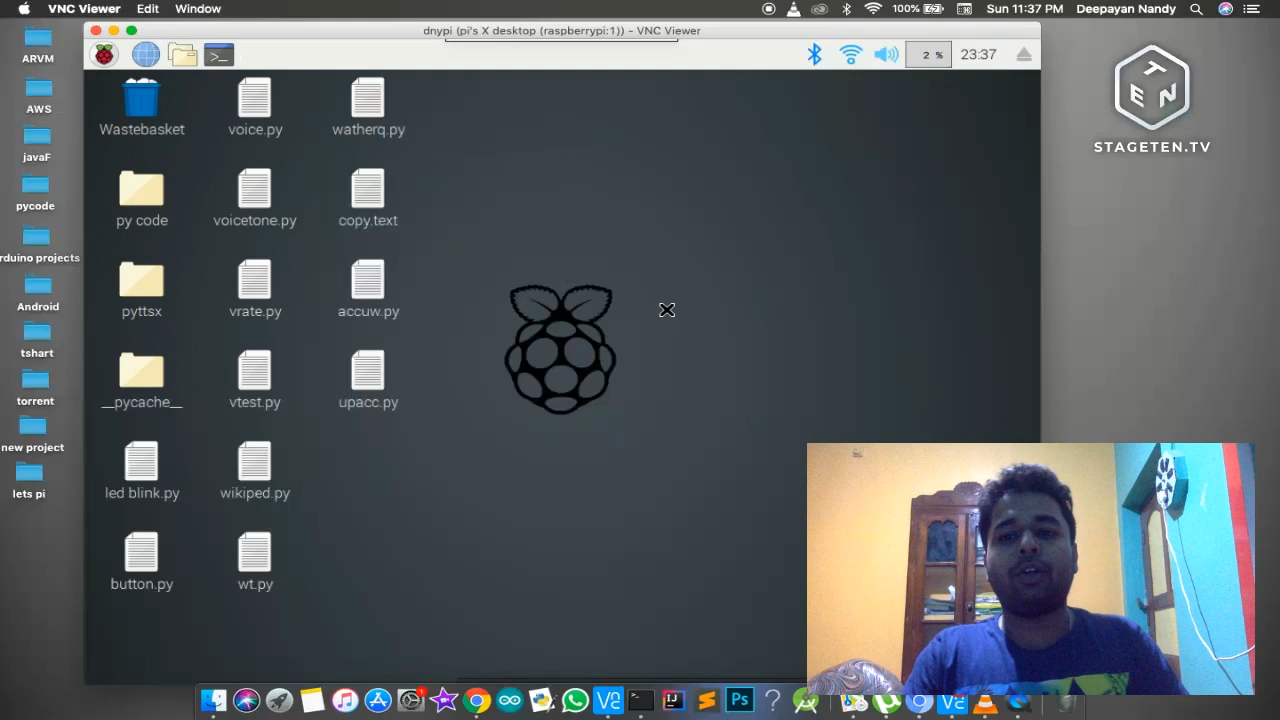 VNC Viewer Edit Window 100% Sun 11:37 PM Deepayan Nandy
dnypi (pi's X desktop (raspberrypi:1)) - VNC Viewer
2 % 23:37
ARVM
AWS
javaF
pycode
rduino projects
Android
tshart
torrent
new project
lets pi
Wastebasket voice.py watherq.py
py code voicetone.py copy.text
pyttsx vrate.py accuw.py
__pycache__ vtest.py upacc.py
led blink.py wikiped.py
button.py wt.py
TEN
STAGETEN.TV
Ps